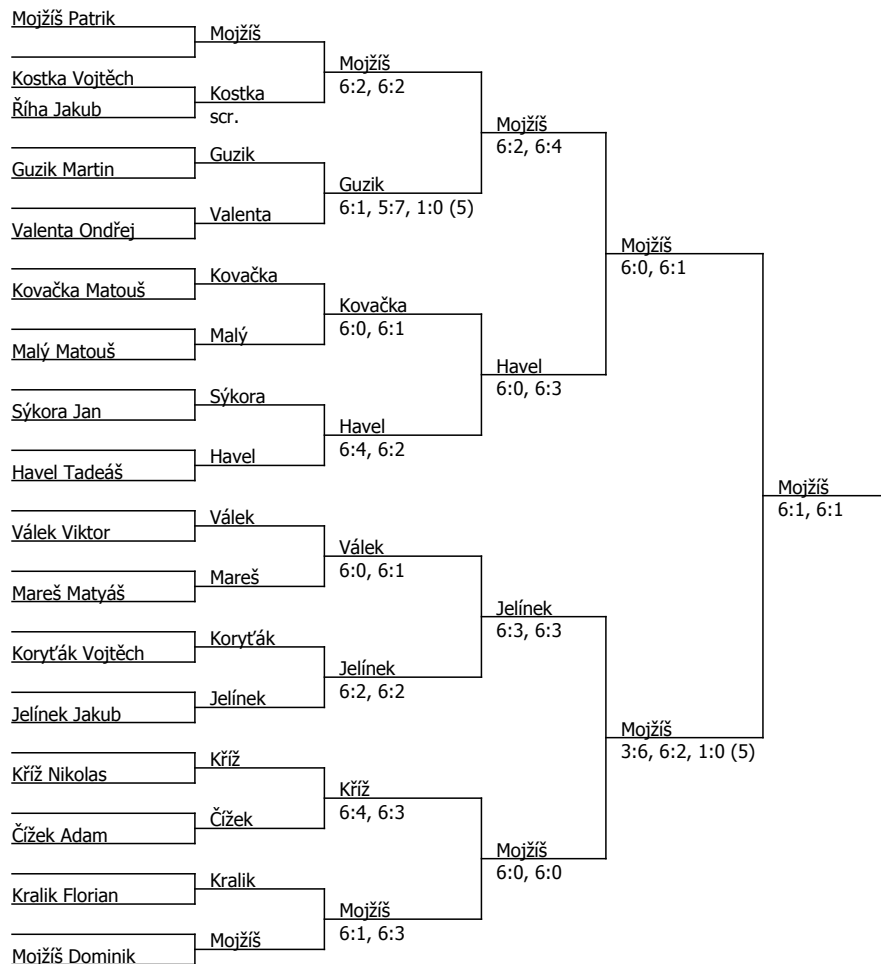 Mojžíš Patrik
Kostka Vojtěch
Říha Jakub
Guzik Martin
Valenta Ondřej
Kovačka Matouš
Malý Matouš
Sýkora Jan
Havel Tadeáš
Válek Viktor
Mareš Matyáš
Koryťák Vojtěch
Jelínek Jakub
Kříž Nikolas
Čížek Adam
Kralik Florian
Mojžíš Dominik
Mojžíš
Kostka
scr.
Guzik
Valenta
Kovačka
Malý
Sýkora
Havel
Válek
Mareš
Koryťák
Jelínek
Kříž
Čížek
Kralik
Mojžíš
Mojžíš
6:2, 6:2
Guzik
6:1, 5:7, 1:0 (5)
Kovačka
6:0, 6:1
Havel
6:4, 6:2
Válek
6:0, 6:1
Jelínek
6:2, 6:2
Kříž
6:4, 6:3
Mojžíš
6:1, 6:3
Mojžíš
6:2, 6:4
Havel
6:0, 6:3
Jelínek
6:3, 6:3
Mojžíš
6:0, 6:0
Mojžíš
6:0, 6:1
Mojžíš
3:6, 6:2, 1:0 (5)
Mojžíš
6:1, 6:1